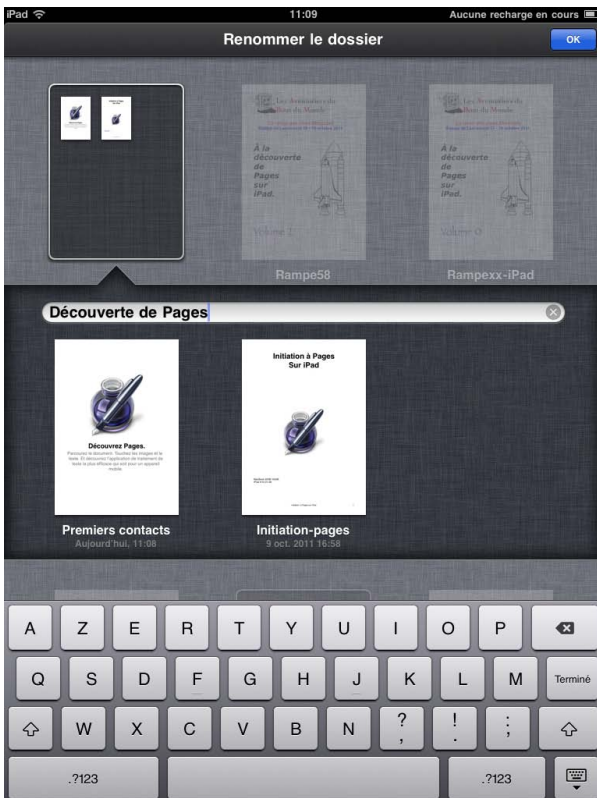 iPad
11:09
Aucune recharge en cours
Renommer le dossier
OK
À la
découverte
de
Pages
sur
iPad.
À la
découverte
de
Pages
sur
iPad.
Rampe58
Rampexx-iPad
Découverte de Pages
Découvrez Pages.
Initiation à Pages
Sur iPad
Premiers contacts
Aujourd'hui, 11:08
Initiation-pages
9 oct. 2011 16:58
A Z E R T Y U I O P
Q S D F G H J K L M Terminé
W X C V B N ? , ! . : ;
.?123 .?123